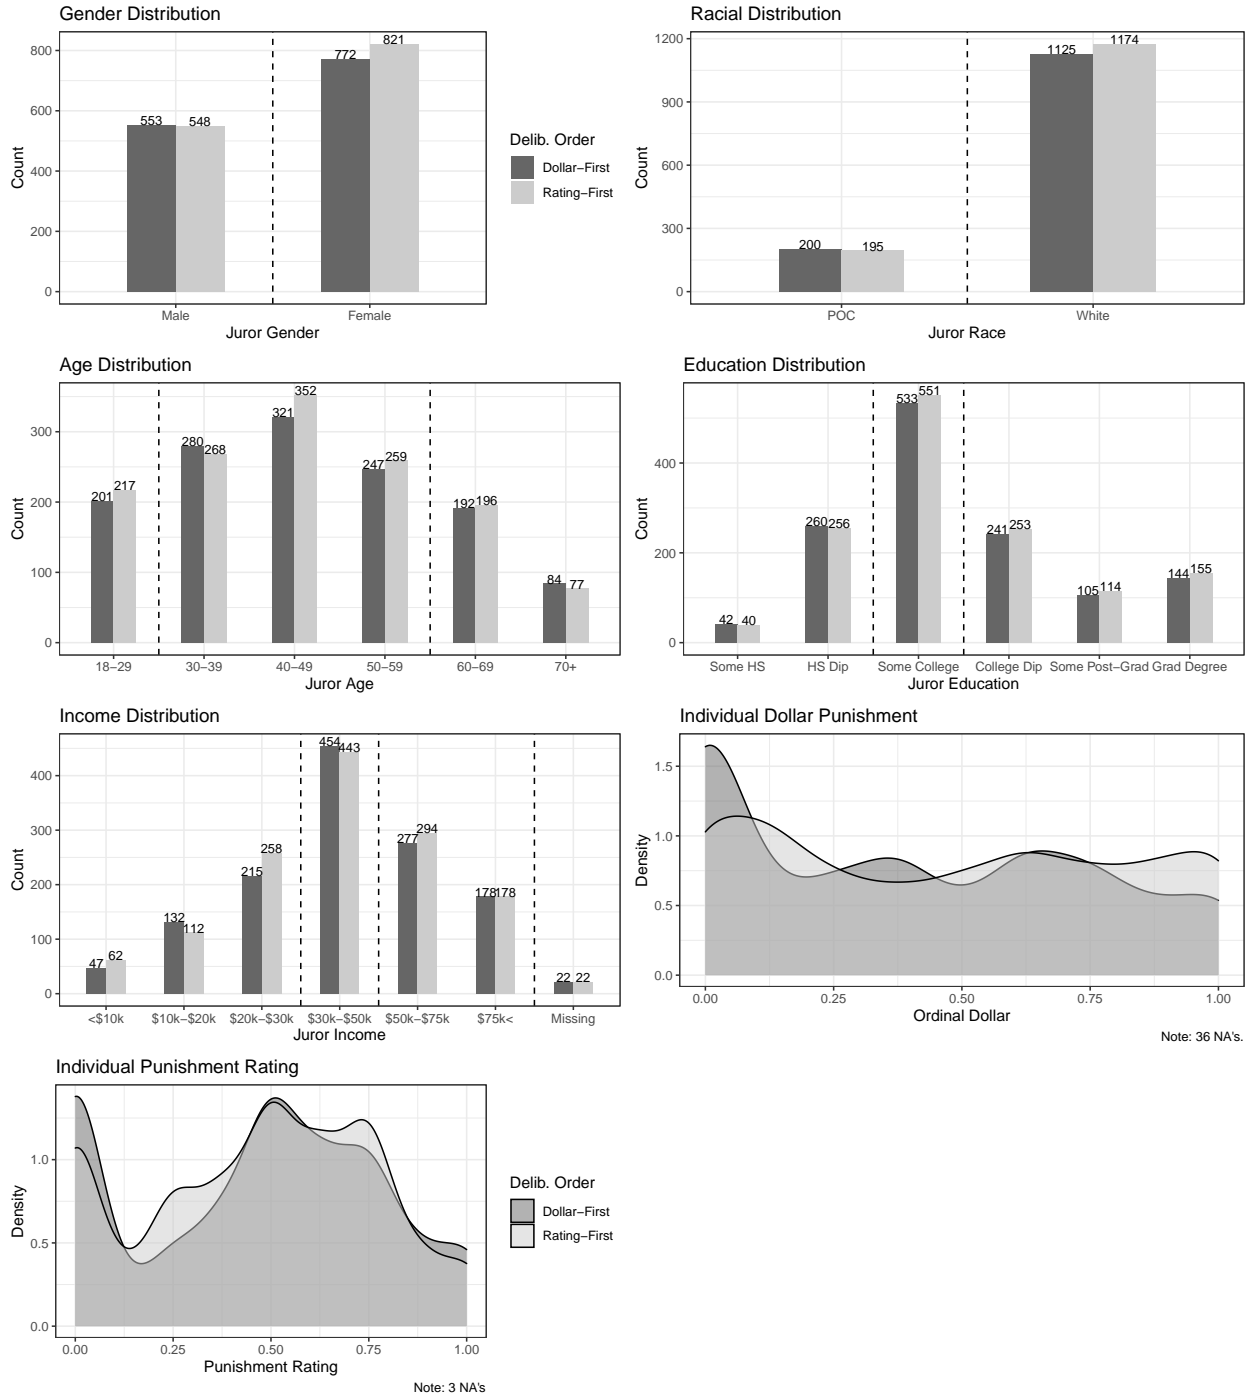 Gender Distribution
800
600
400
200
0
Count
553
548
772
821
Male
Female
Juror Gender
Delib. Order
Dollar−First
Rating−First
Racial Distribution
1200
900
600
300
0
Count
200
195
1125
1174
POC
White
Juror Race
Age Distribution
300
200
100
0
Count
201
217
280
268
321
352
247
259
192
196
84
77
18−29
30−39
40−49
50−59
60−69
70+
Juror Age
Education Distribution
400
200
0
Count
42
40
260
256
533
551
241
253
105
114
144
155
Some HS
HS Dip
Some College
College Dip
Some Post−Grad
Grad Degree
Juror Education
Income Distribution
400
300
200
100
0
Count
47
62
132
112
215
258
454
443
277
294
178
178
22
22
<$10k
$10k−$20k
$20k−$30k
$30k−$50k
$50k−$75k
$75k<
Missing
Juror Income
Individual Dollar Punishment
1.5
1.0
0.5
0.0
Density
0.00
0.25
0.50
0.75
1.00
Ordinal Dollar
Note: 36 NA's.
Individual Punishment Rating
1.0
0.5
0.0
Density
0.00
0.25
0.50
0.75
1.00
Punishment Rating
Note: 3 NA's
Delib. Order
Dollar−First
Rating−First